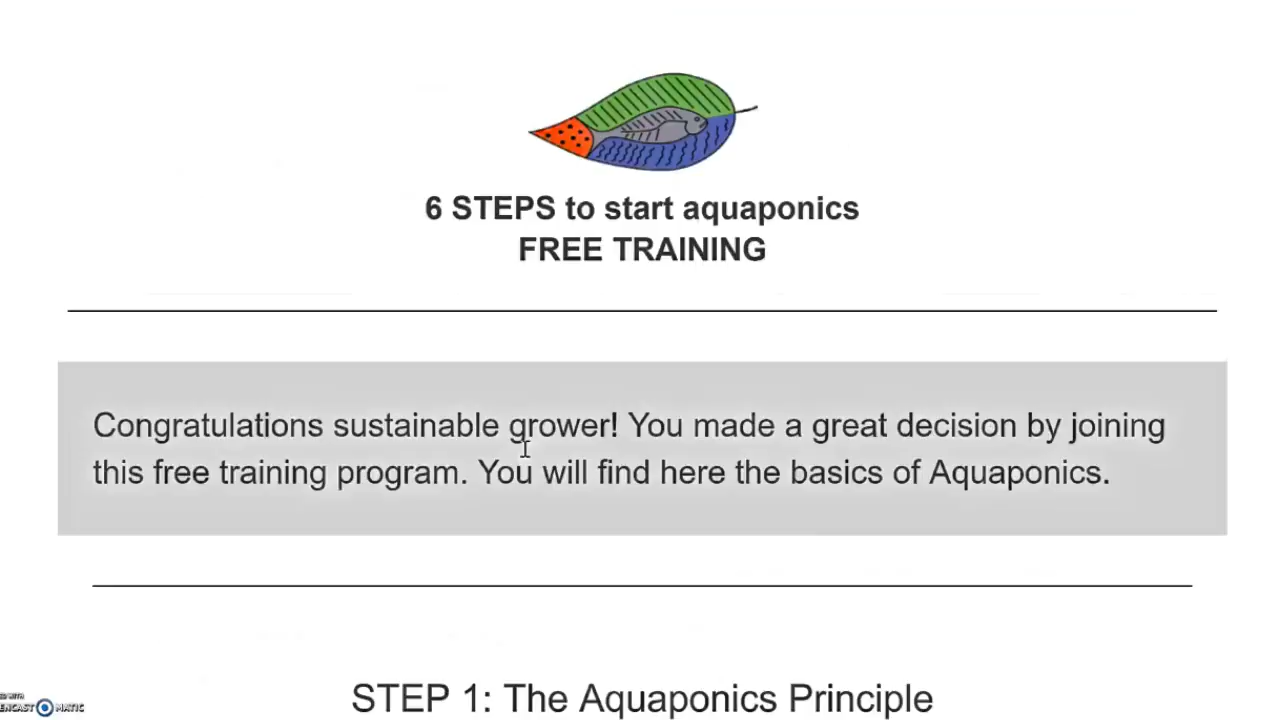 6 STEPS to start aquaponics
FREE TRAINING
Congratulations sustainable grower! You made a great decision by joining
this free training program. You will find here the basics of Aquaponics.
STEP 1: The Aquaponics Principle
MATIC